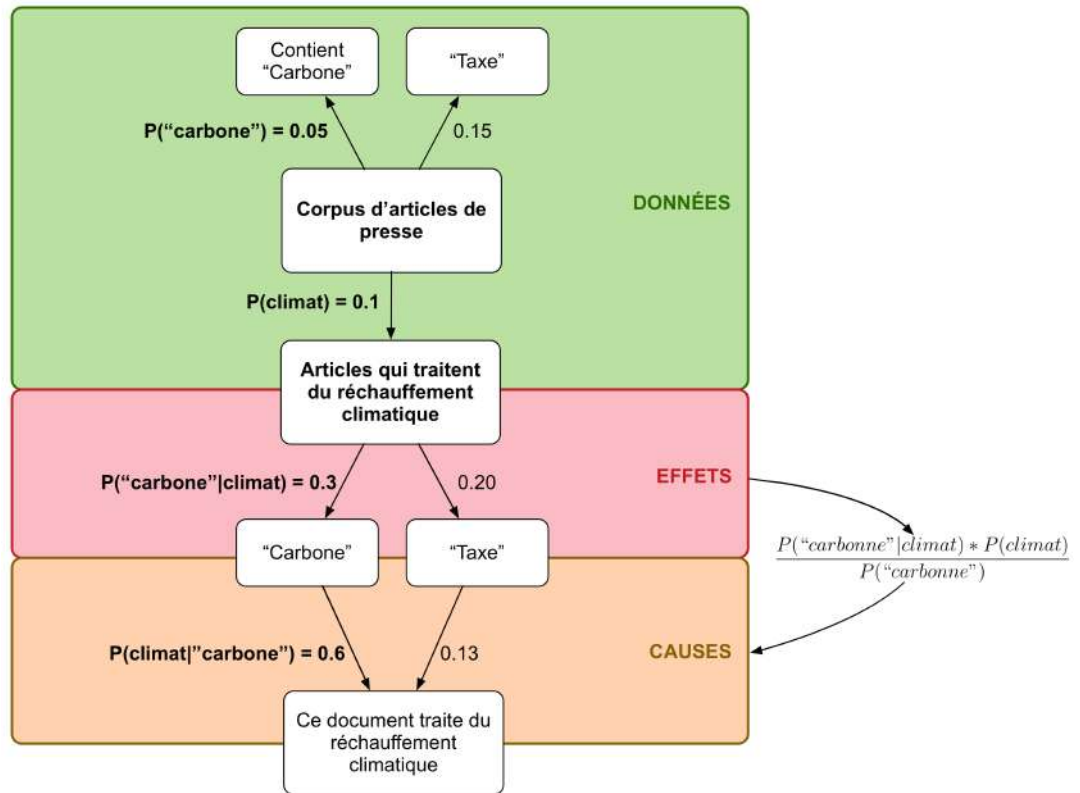 Contient
“Carbone”
“Taxe”
P(“carbone”) = 0.05
0.15
Corpus d’articles de
presse
DONNÉES
P(climat) = 0.1
Articles qui traitent
du réchauffement
climatique
P(“carbone”|climat) = 0.3
0.20
EFFETS
“Carbone”
“Taxe”
P(“carbonne”|climat) ∗ P(climat)
P(“carbonne”)
P(climat|”carbone”) = 0.6
0.13
CAUSES
Ce document traite du
réchauffement
climatique